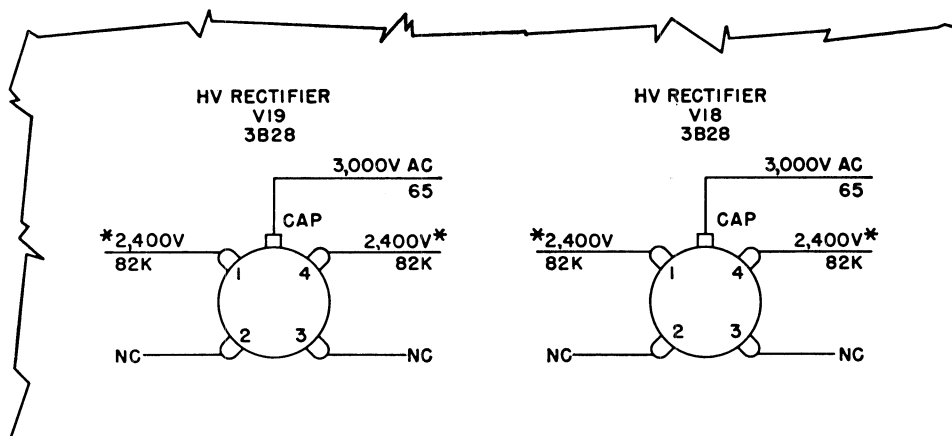 HV RECTIFIER
V19
3B28
3,000V AC
65
CAP
*2,400V
82K
2,400V*
82K
1
4
2
3
NC
NC
HV RECTIFIER
V18
3B28
3,000V AC
65
CAP
*2,400V
82K
2,400V*
82K
1
4
2
3
NC
NC